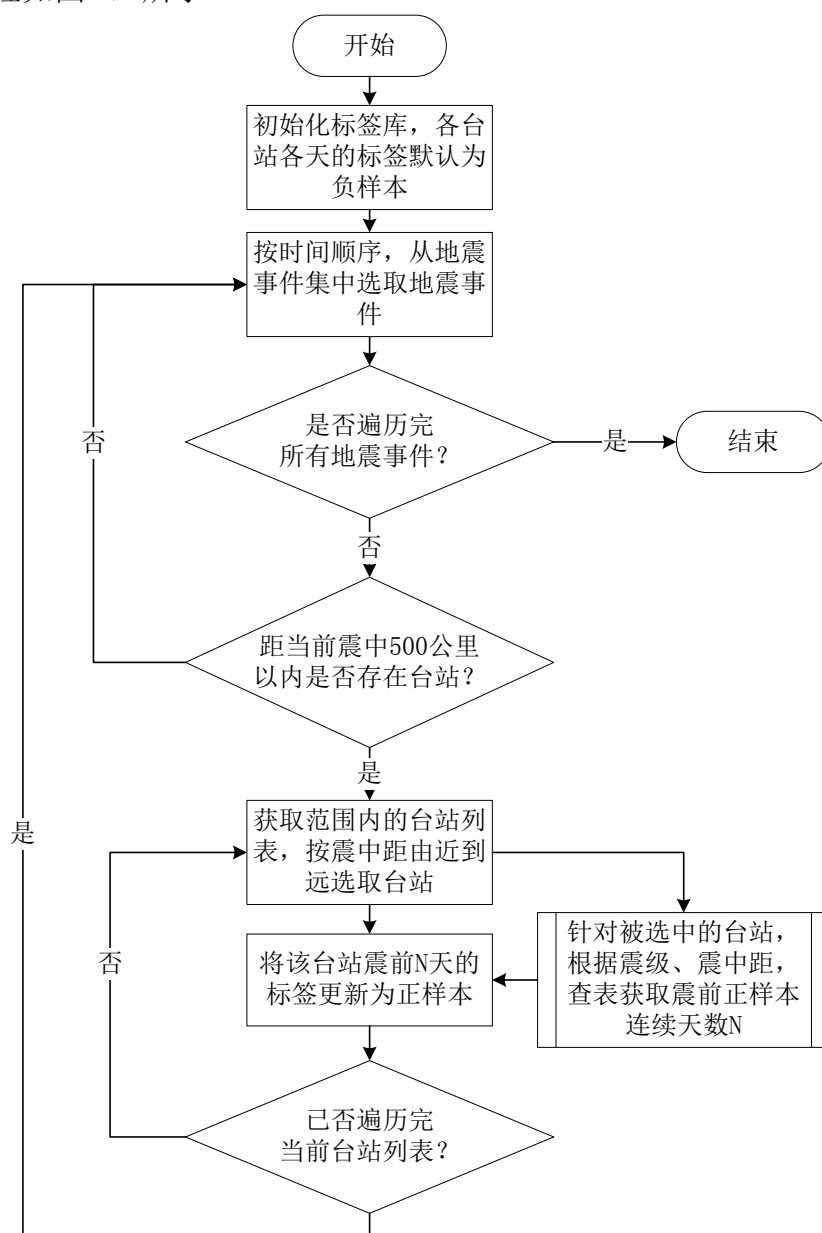 开始
初始化标签库，各台
站各天的标签默认为
负样本
按时间顺序，从地震
事件集中选取地震事
件
是否遍历完
所有地震事件？
是
结束
否
否
距当前震中500公里
以内是否存在台站？
是
获取范围内的台站列
表，按震中距由近到
远选取台站
是
针对被选中的台站，
根据震级、震中距，
查表获取震前正样本
连续天数N
否
将该台站震前N天的
标签更新为正样本
已否遍历完
当前台站列表？